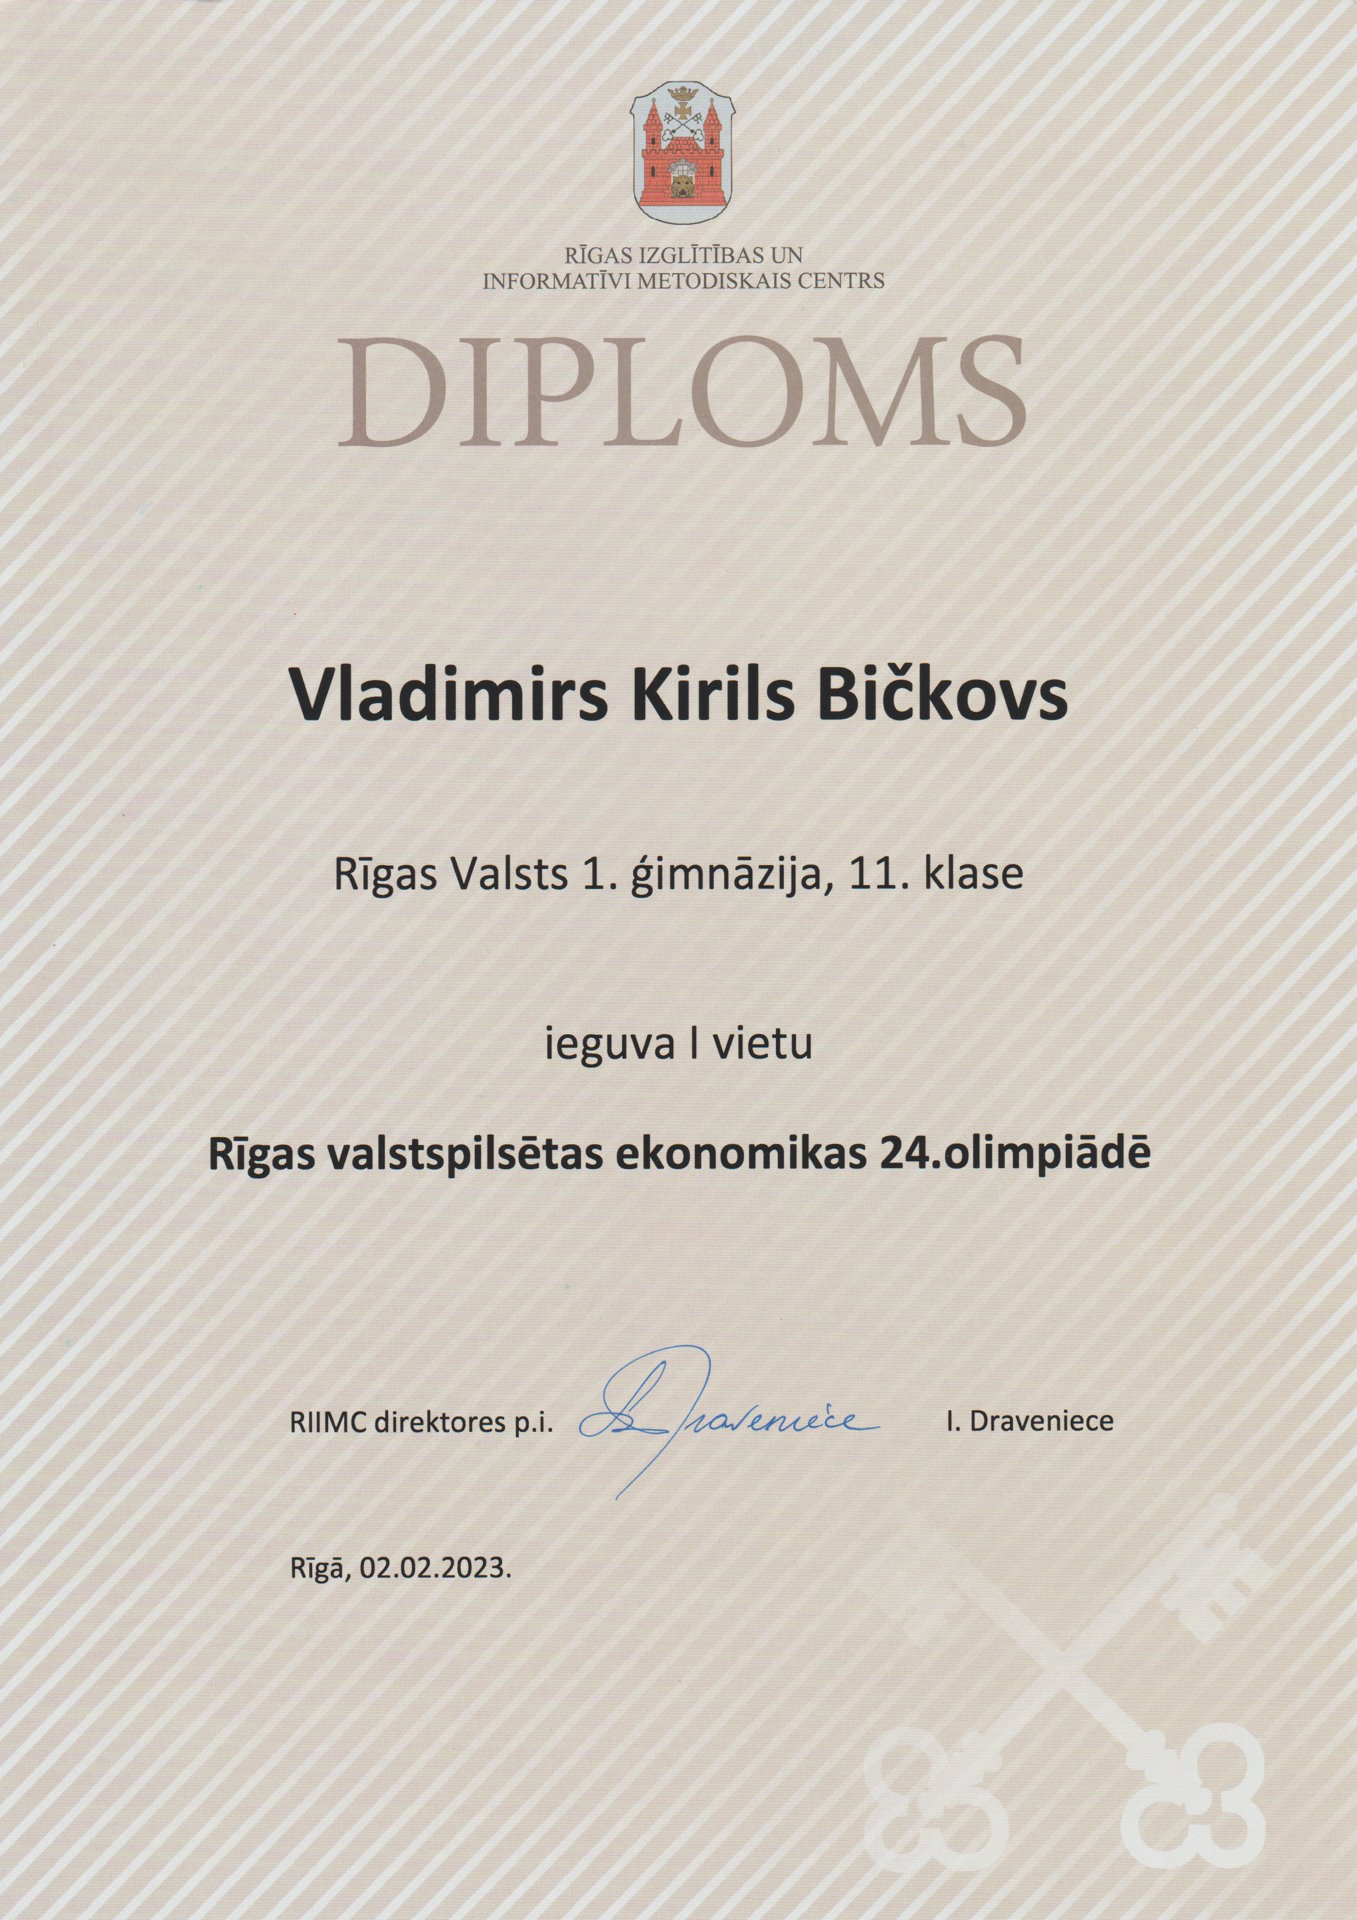 RĪGAS IZGLĪTĪBAS UN
INFORMATĪVI METODISKAIS CENTRS
DIPLOMS
Vladimirs Kirils Bičkovs
Rīgas Valsts 1. ģimnāzija, 11. klase
ieguva I vietu
Rīgas valstspilsētas ekonomikas 24.olimpiādē
RIIMC direktores p.i. Draveniece I. Draveniece
Rīgā, 02.02.2023.